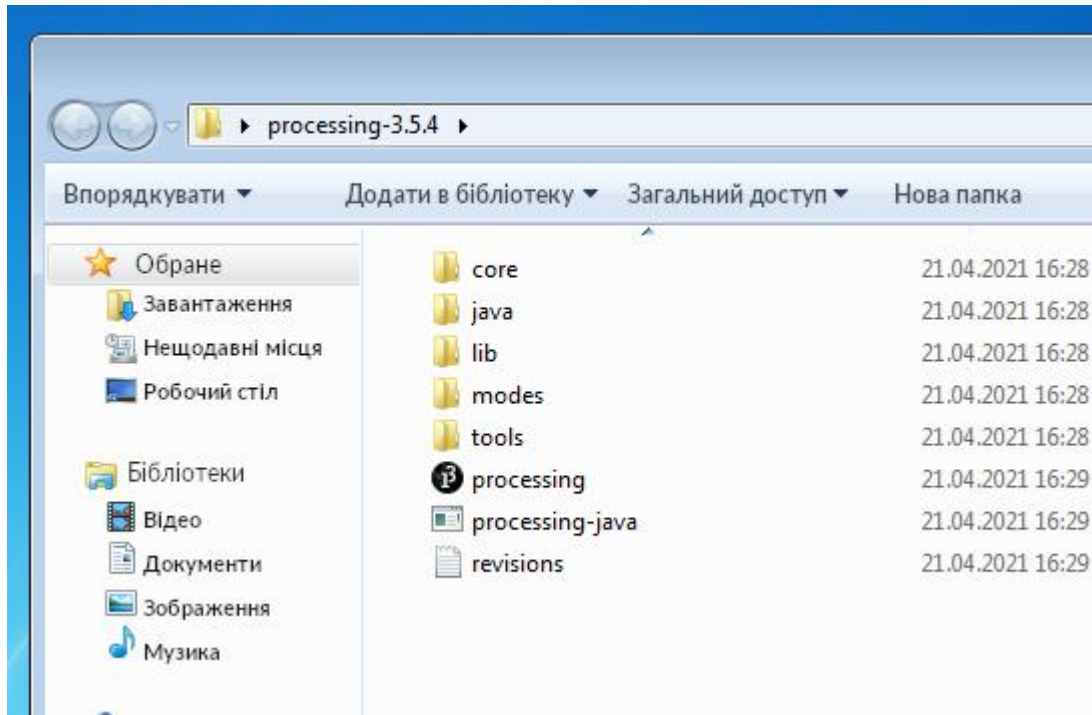 processing-3.5.4
Впорядкувати Додати в бібліотеку Загальний доступ Нова папка
Обране
Завантаження
Нещодавні місця
Робочий стіл
Бібліотеки
Відео
Документи
Зображення
Музика
core 21.04.2021 16:28
java 21.04.2021 16:28
lib 21.04.2021 16:28
modes 21.04.2021 16:28
tools 21.04.2021 16:28
processing 21.04.2021 16:29
processing-java 21.04.2021 16:29
revisions 21.04.2021 16:29